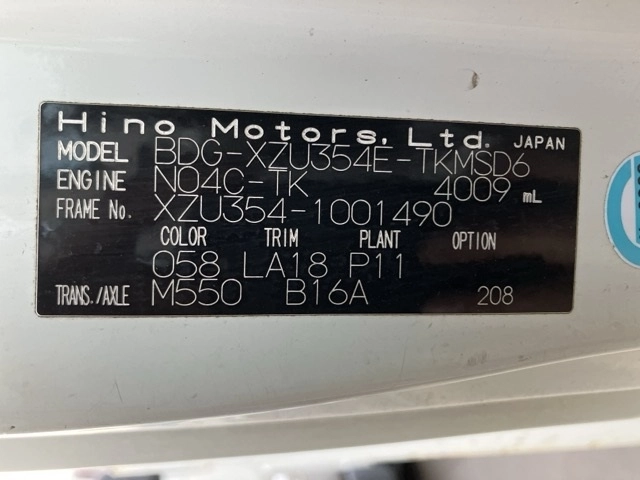 Hino Motors, Ltd. JAPAN
MODEL BDG-XZU354E-TKMSD6
ENGINE N04C-TK 4009 mL
FRAME No. XZU354-1001490
COLOR TRIM PLANT OPTION
058 LA18 P11
TRANS./AXLE M550 B16A 208